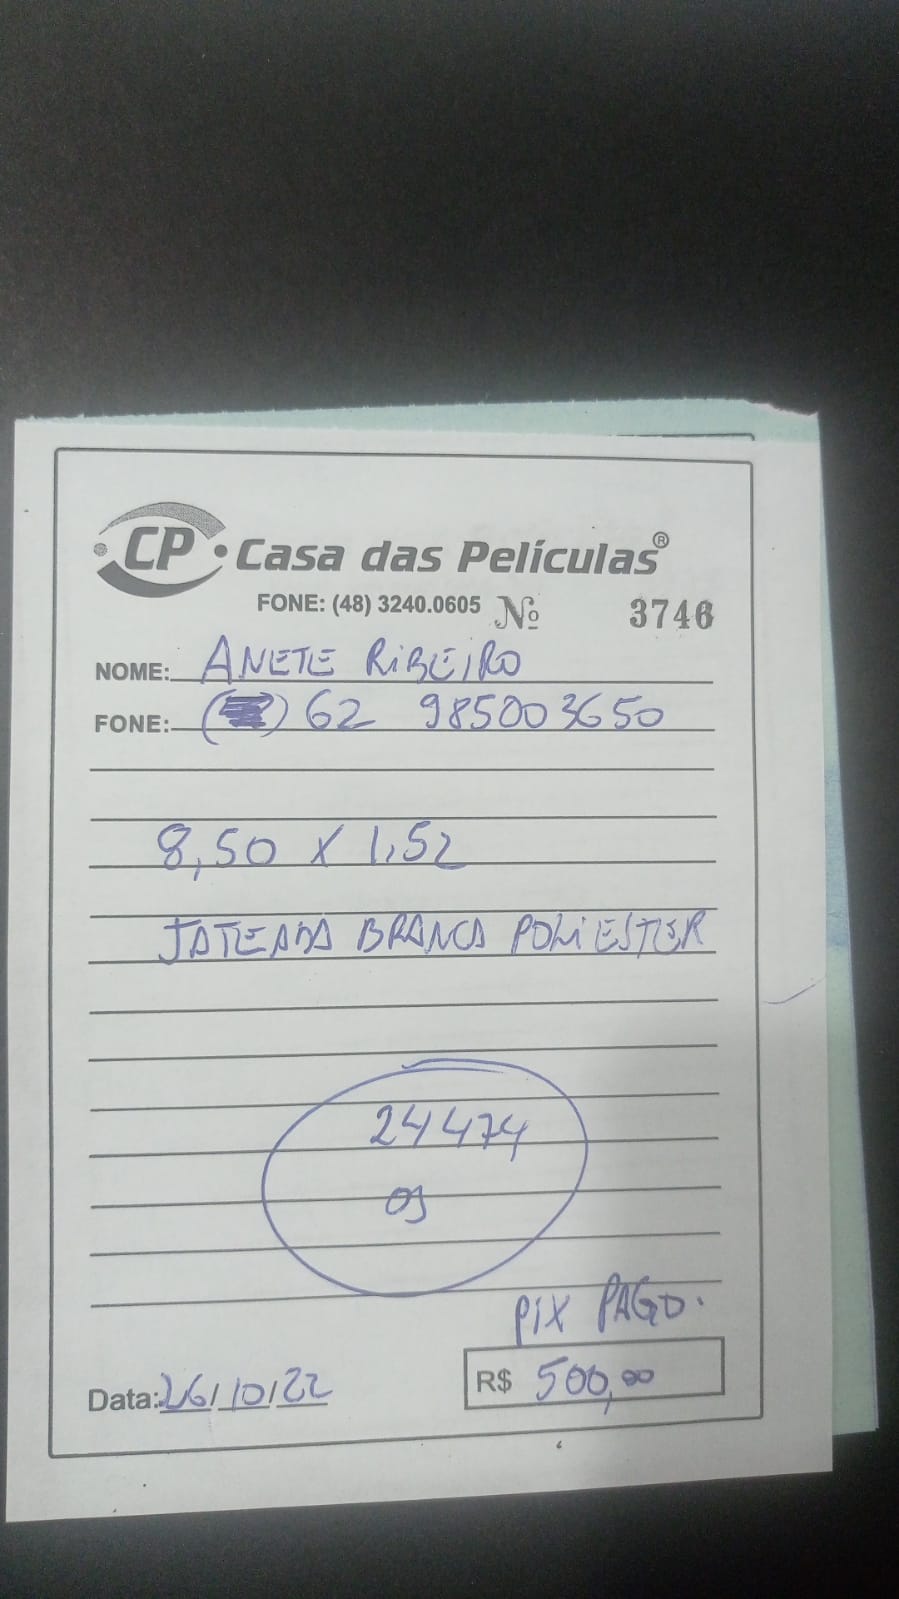 CP Casa das Películas®
FONE: (48) 3240.0605 Nº 3746
NOME: ANETE RIBEIRO
FONE: ( ) 62 985003650
8,50 X 1,52
JATEADA BRANCA POLIESTER
24474
OS
PIX PAGO.
R$ 500,00
Data: 26/10/22